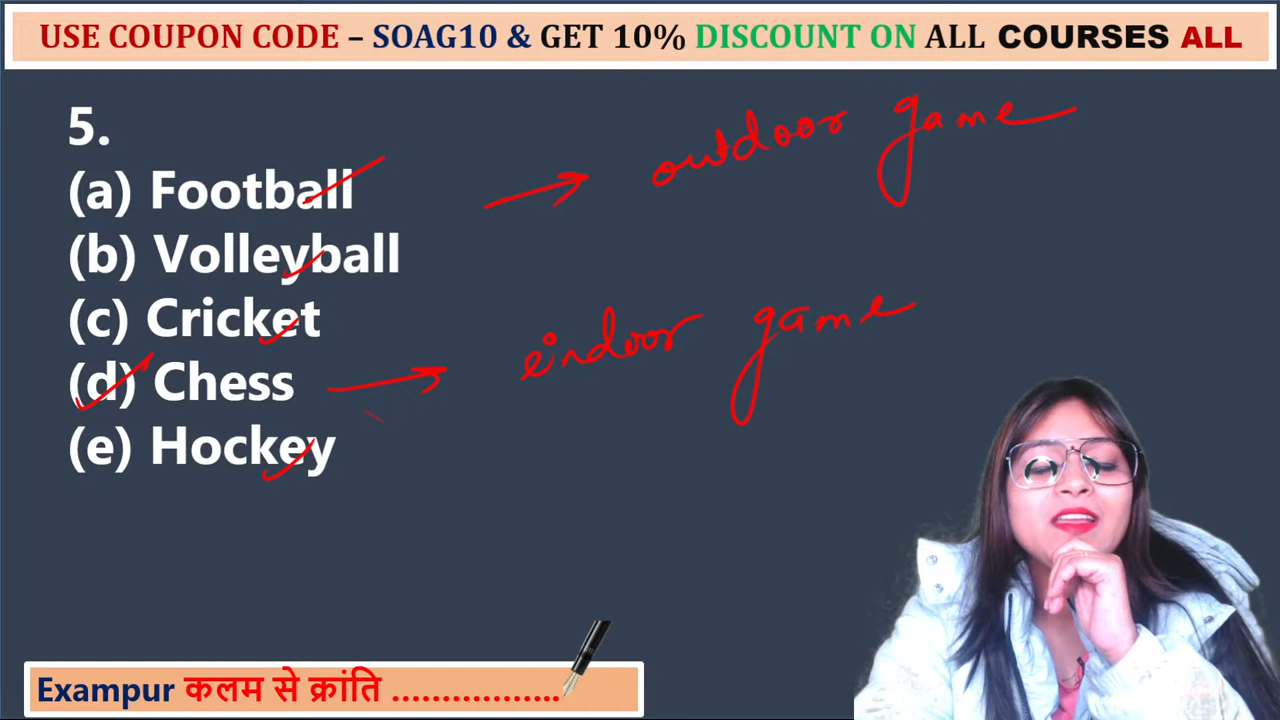 USE COUPON CODE – SOAG10 & GET 10% DISCOUNT ON ALL COURSES ALL
5.
outdoor game
(a) Football
(b) Volleyball
(c) Cricket
eindoor game
(d) Chess
(e) Hockey
Exampur कलम से क्रांति .................